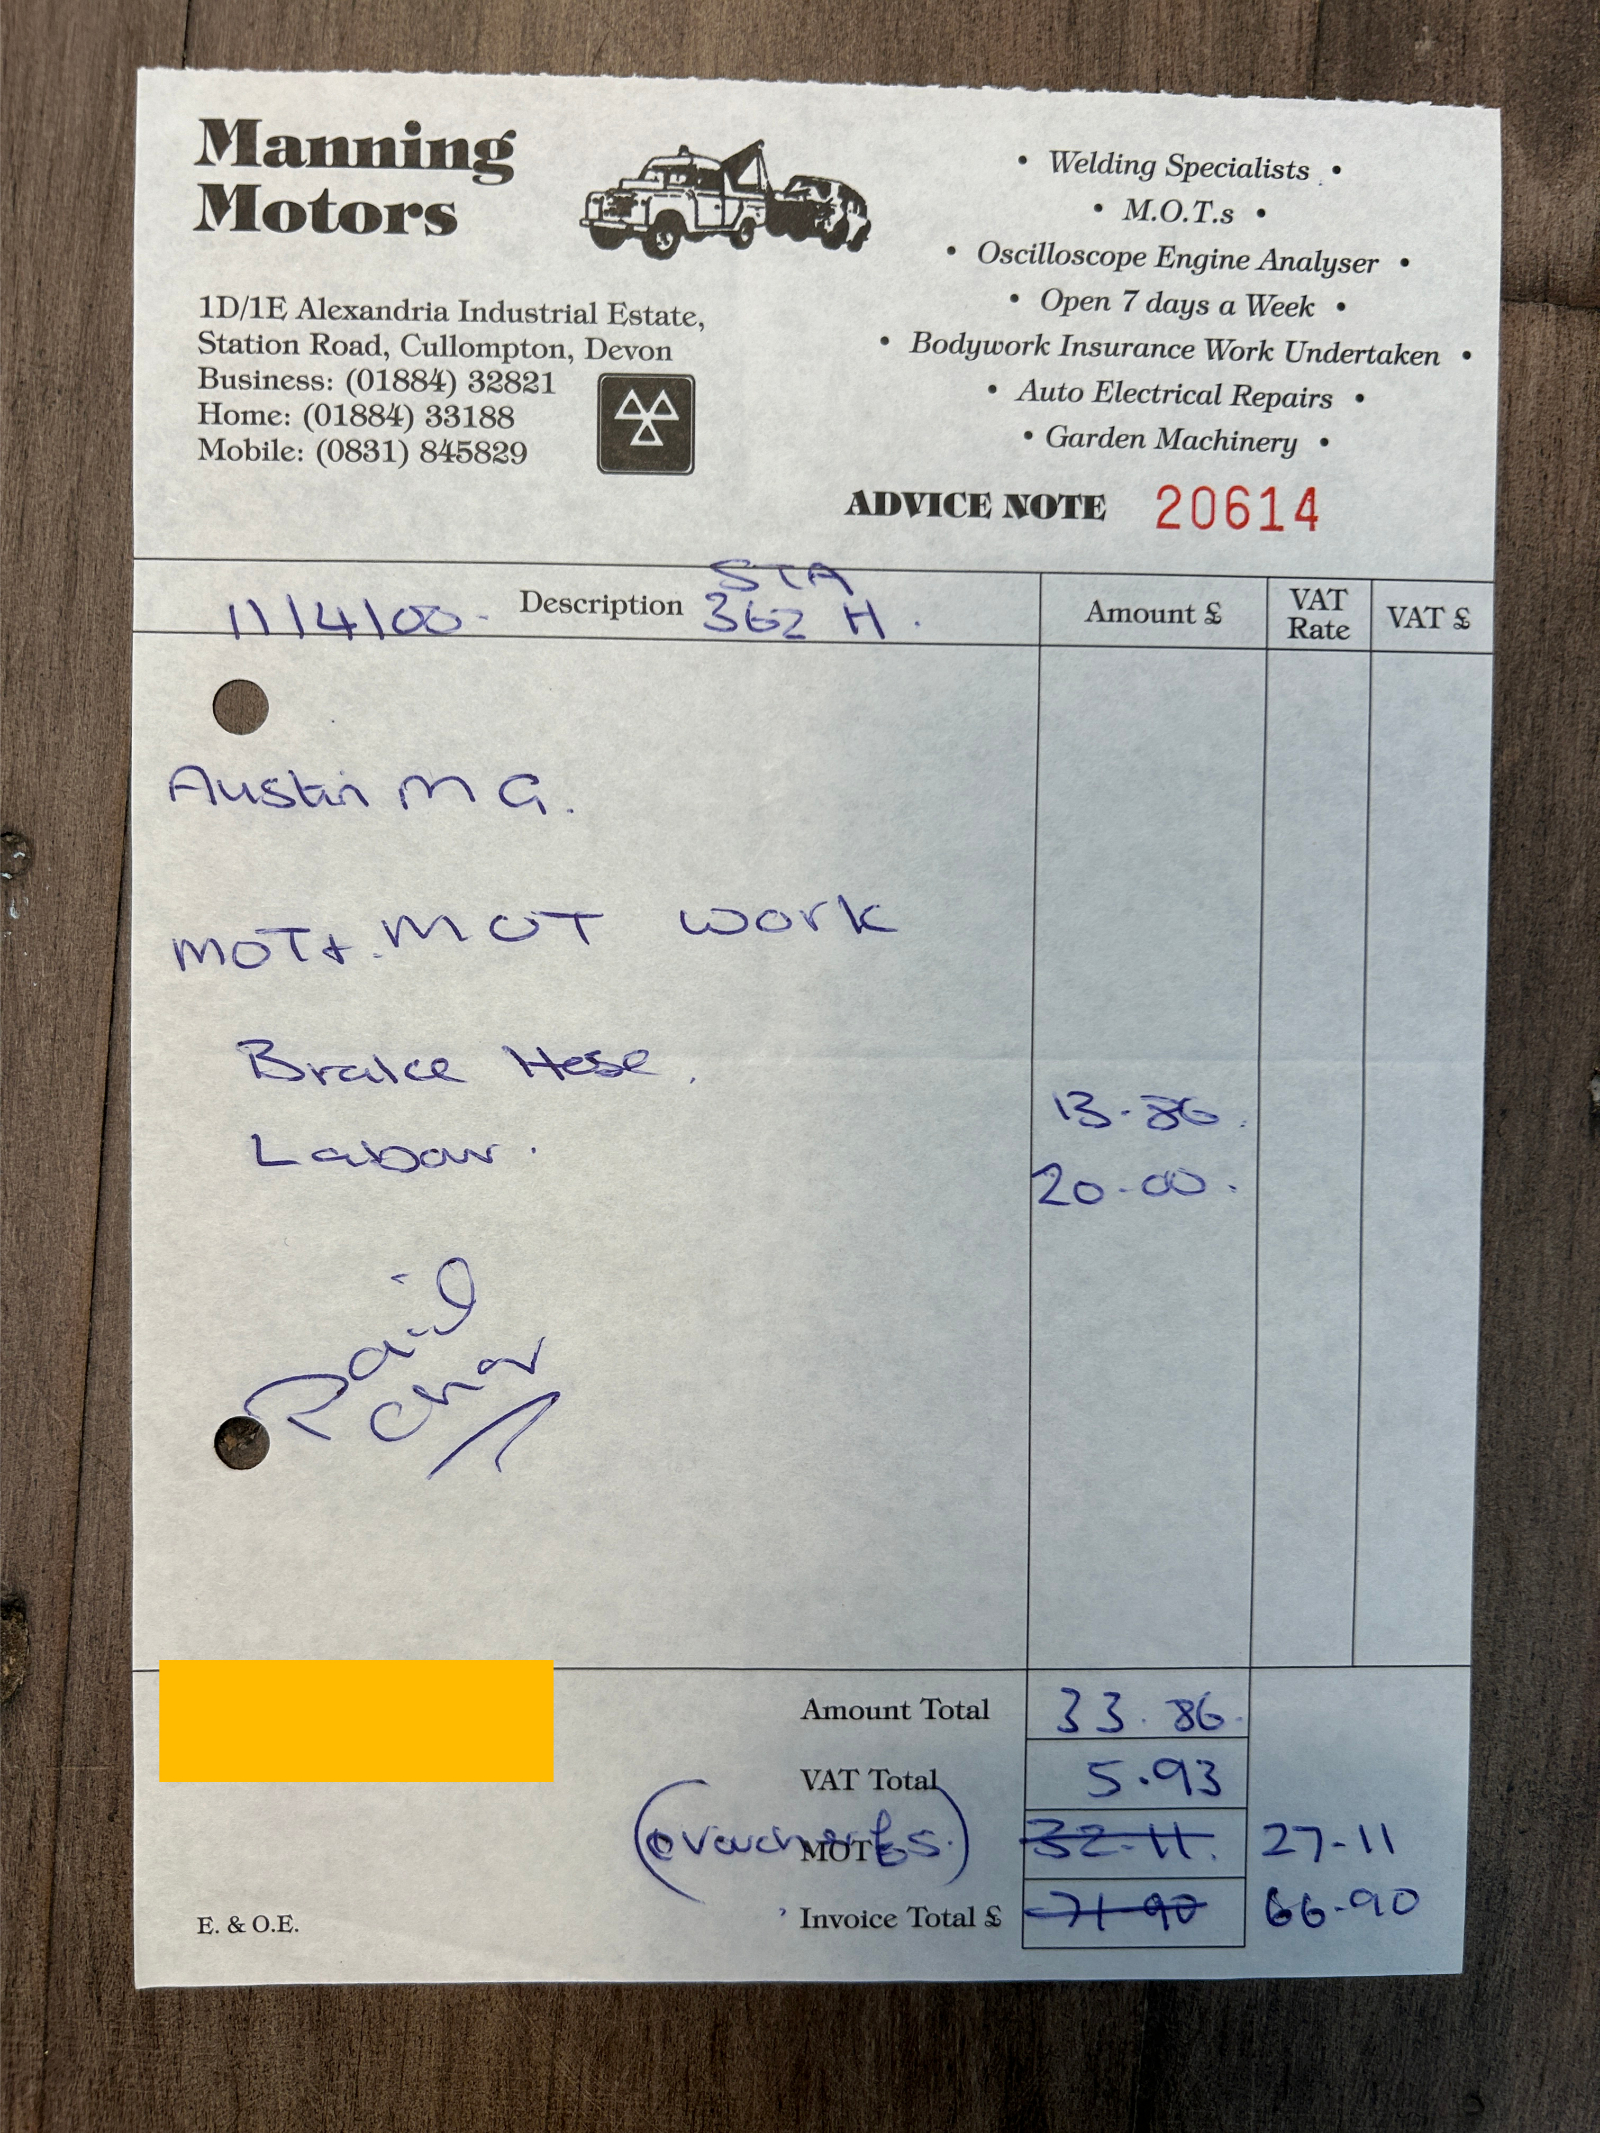 Manning
Motors
1D/1E Alexandria Industrial Estate,
Station Road, Cullompton, Devon
Business: (01884) 32821
Home: (01884) 33188
Mobile: (0831) 845829
• Welding Specialists •
• M.O.T.s •
• Oscilloscope Engine Analyser •
• Open 7 days a Week •
• Bodywork Insurance Work Undertaken •
• Auto Electrical Repairs •
• Garden Machinery •
ADVICE NOTE 20614
STA
11/4/00 Description 362 H. Amount £ VAT Rate VAT £
Austin MG.
MOT + MOT work
Brake Hose.
13.86
Labour.
20.00
Paid
Amount Total 33.86
VAT Total 5.93
(voucher £5.) MOT 32-11 27-11
E. & O.E. Invoice Total £ 71-90 66-90